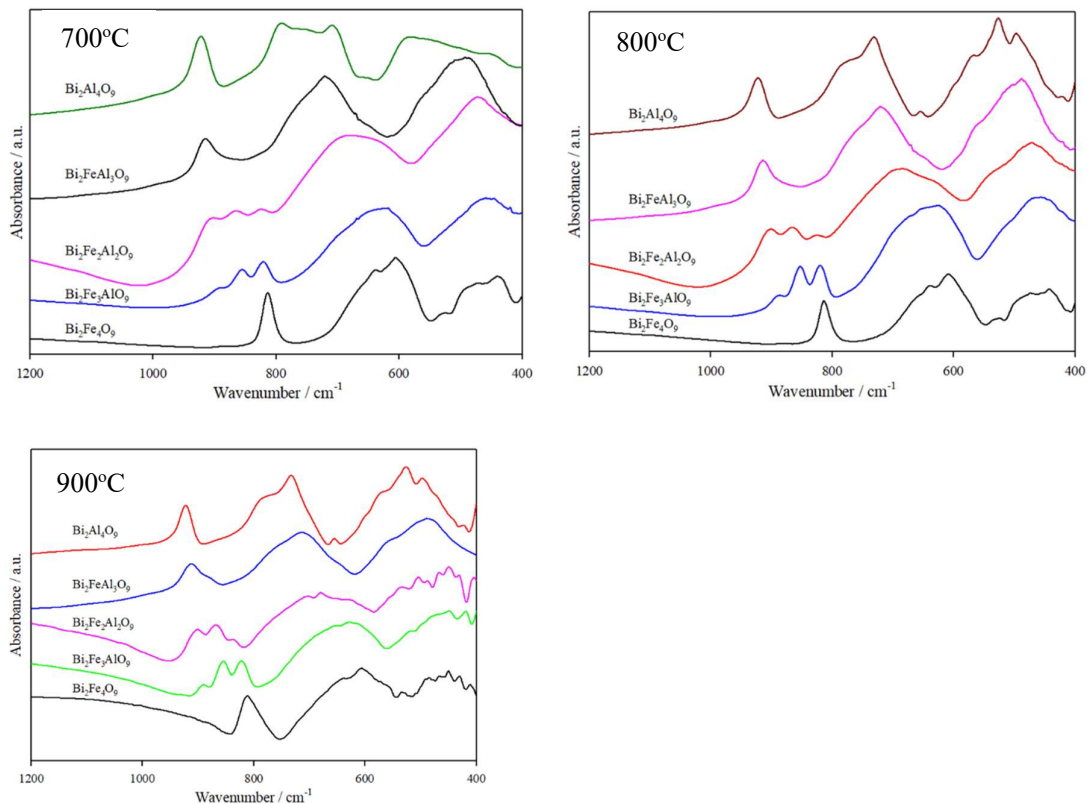 700°C
Bi₂Al₄O₉
Bi₂FeAl₃O₉
Bi₂Fe₂Al₂O₉
Bi₂Fe₃AlO₉
Bi₂Fe₄O₉
Absorbance / a.u.
1200 1000 800 600 400
Wavenumber / cm⁻¹
800°C
Bi₂Al₄O₉
Bi₂FeAl₃O₉
Bi₂Fe₂Al₂O₉
Bi₂Fe₃AlO₉
Bi₂Fe₄O₉
Absorbance / a.u.
1200 1000 800 600 400
Wavenumber / cm⁻¹
900°C
Bi₂Al₄O₉
Bi₂FeAl₃O₉
Bi₂Fe₂Al₂O₉
Bi₂Fe₃AlO₉
Bi₂Fe₄O₉
Absorbance / a.u.
1200 1000 800 600 400
Wavenumber / cm⁻¹